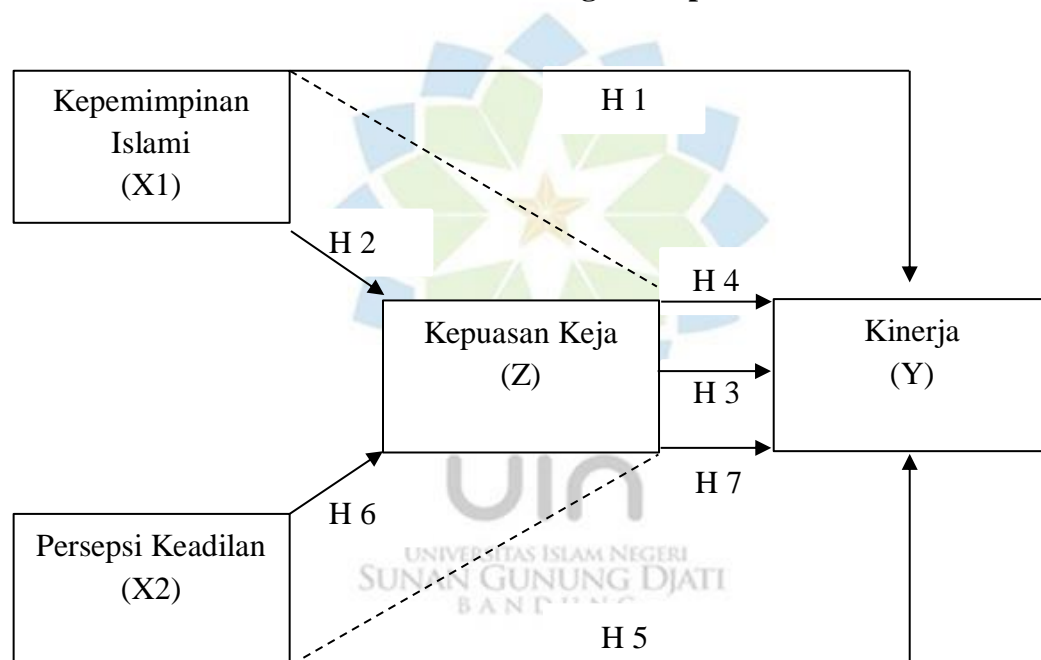 Kepemimpinan
Islami
(X1)
H 1
H 2
H 4
Kepuasan Keja
(Z)
Kinerja
(Y)
H 3
H 7
H 6
Persepsi Keadilan
(X2)
uin
UNIVERSITAS ISLAM NEGERI
SUNAN GUNUNG DJATI
H 5